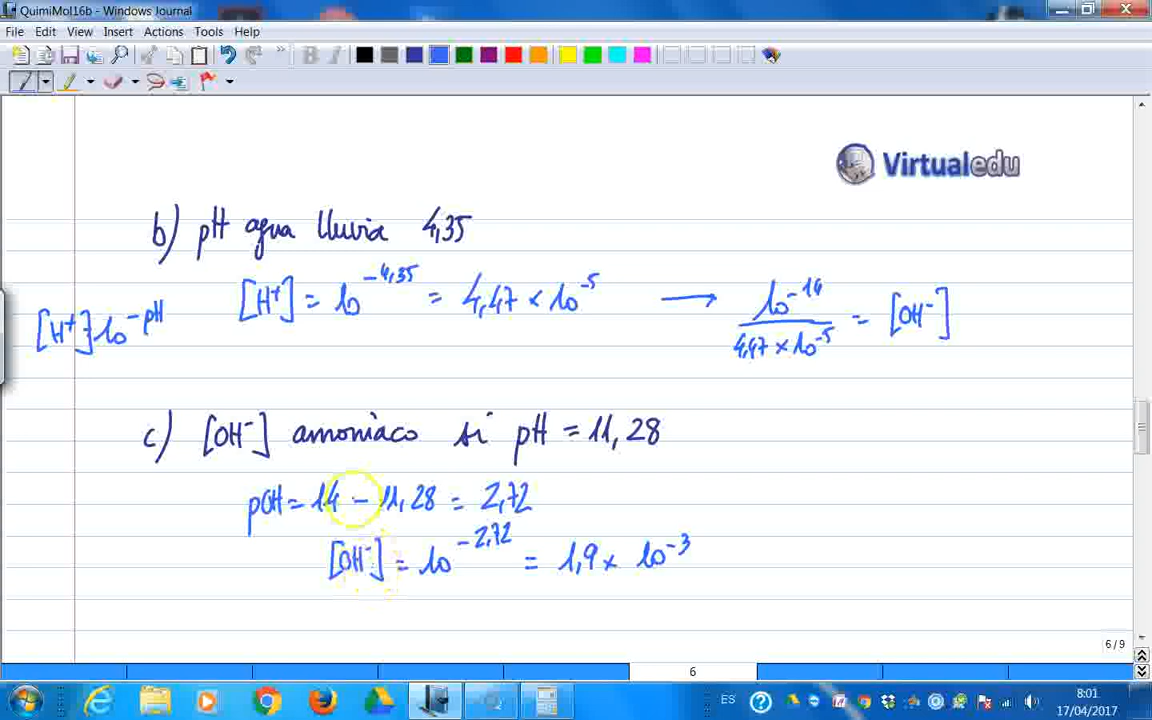 QuimiMol16b - Windows Journal
File Edit View Insert Actions Tools Help
Virtualedu
b) pH agua lluvia 4,35
[H⁺] = 10^-4,35 = 4,47 × 10^-5 → 10^-14 / 4,47 × 10^-5 = [OH⁻]
[H⁺]=10^-pH
c) [OH⁻] amoniaco si pH = 11,28
pOH = 14 - 11,28 = 2,72
[OH⁻] = 10^-2,72 = 1,9 × 10^-3
6 / 9
6
ES
8:01
17/04/2017